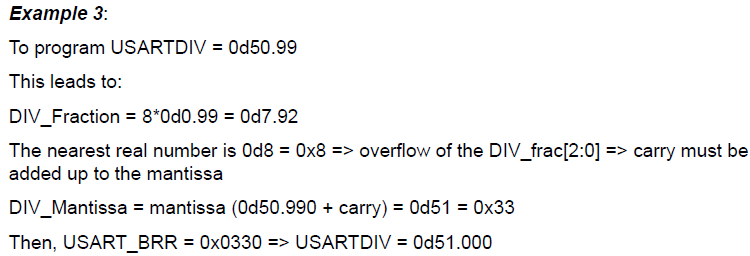 Example 3:
To program USARTDIV = 0d50.99
This leads to:
DIV_Fraction = 8*0d0.99 = 0d7.92
The nearest real number is 0d8 = 0x8 => overflow of the DIV_frac[2:0] => carry must be
added up to the mantissa
DIV_Mantissa = mantissa (0d50.990 + carry) = 0d51 = 0x33
Then, USART_BRR = 0x0330 => USARTDIV = 0d51.000